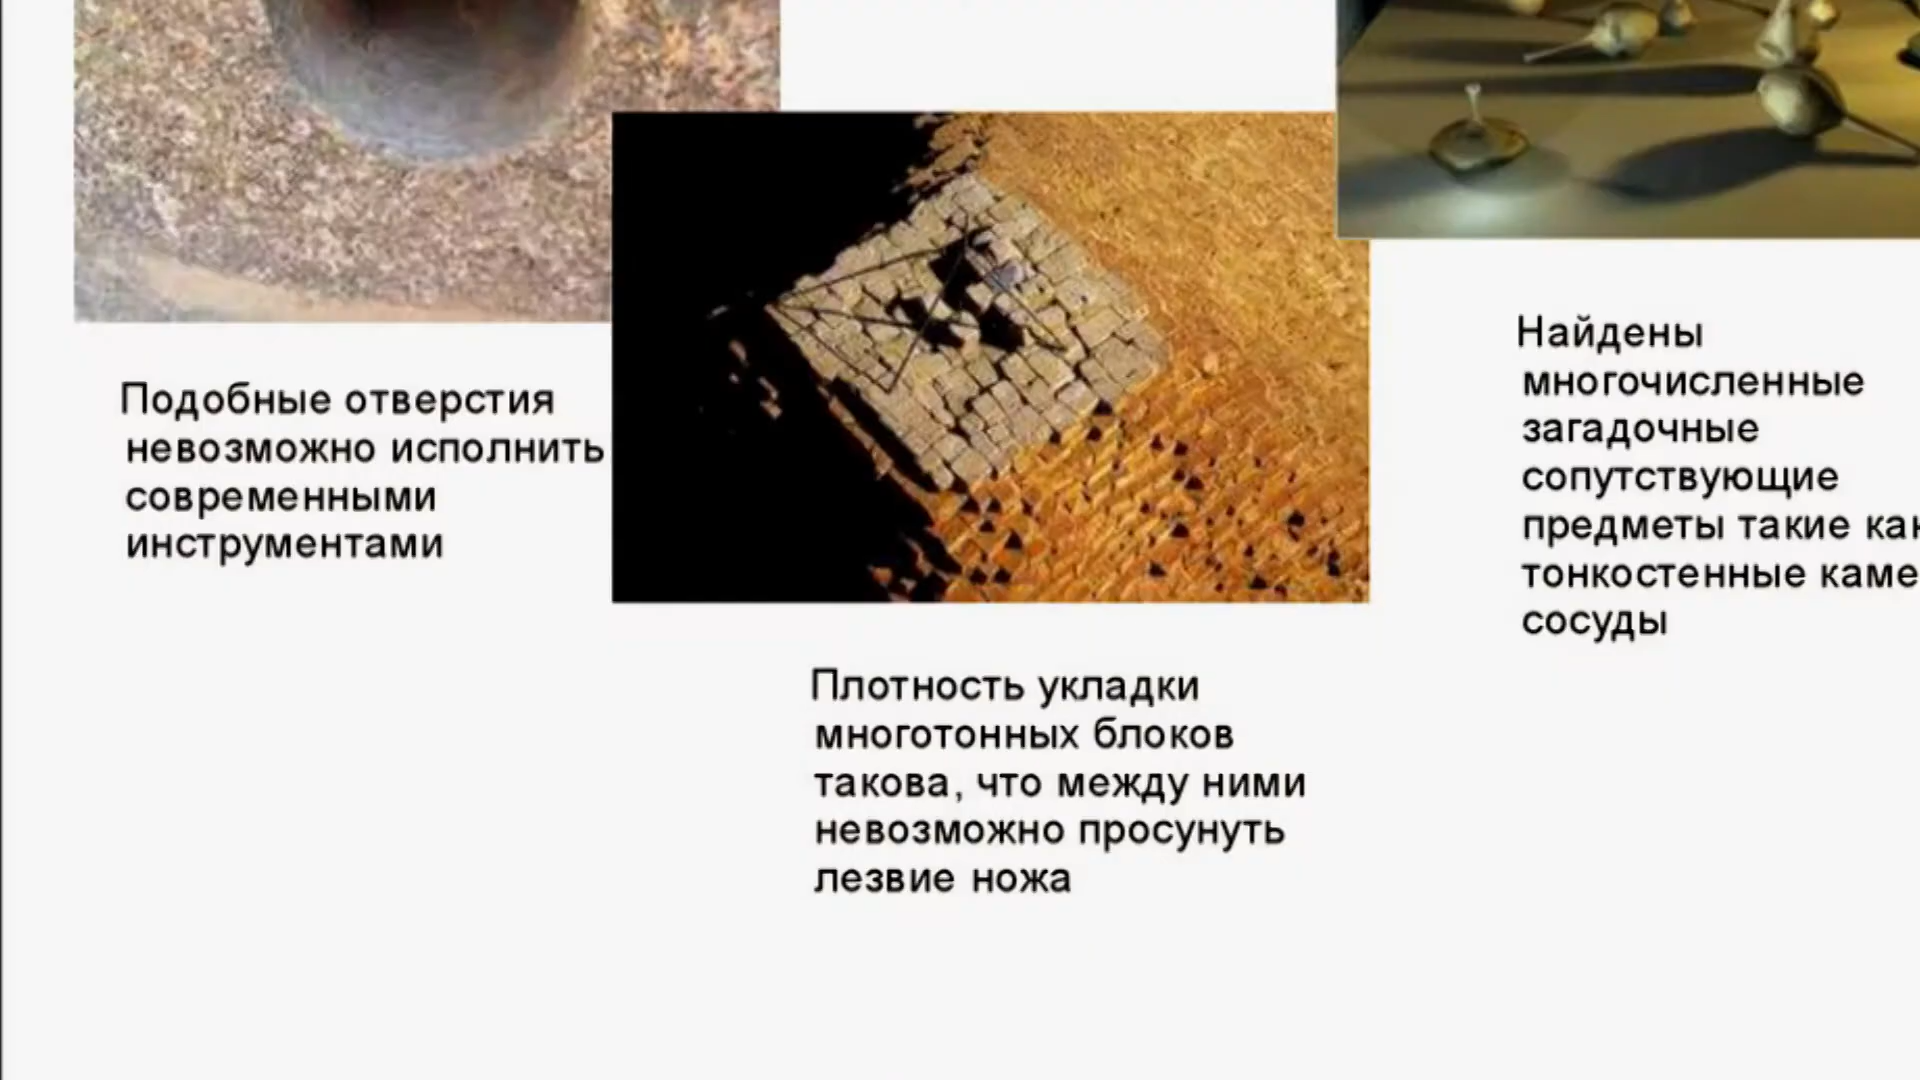 Подобные отверстия
невозможно исполнить
современными
инструментами
Плотность укладки
многотонных блоков
такова, что между ними
невозможно просунуть
лезвие ножа
Найдены
многочисленные
загадочные
сопутствующие
предметы такие как
тонкостенные каме
сосуды